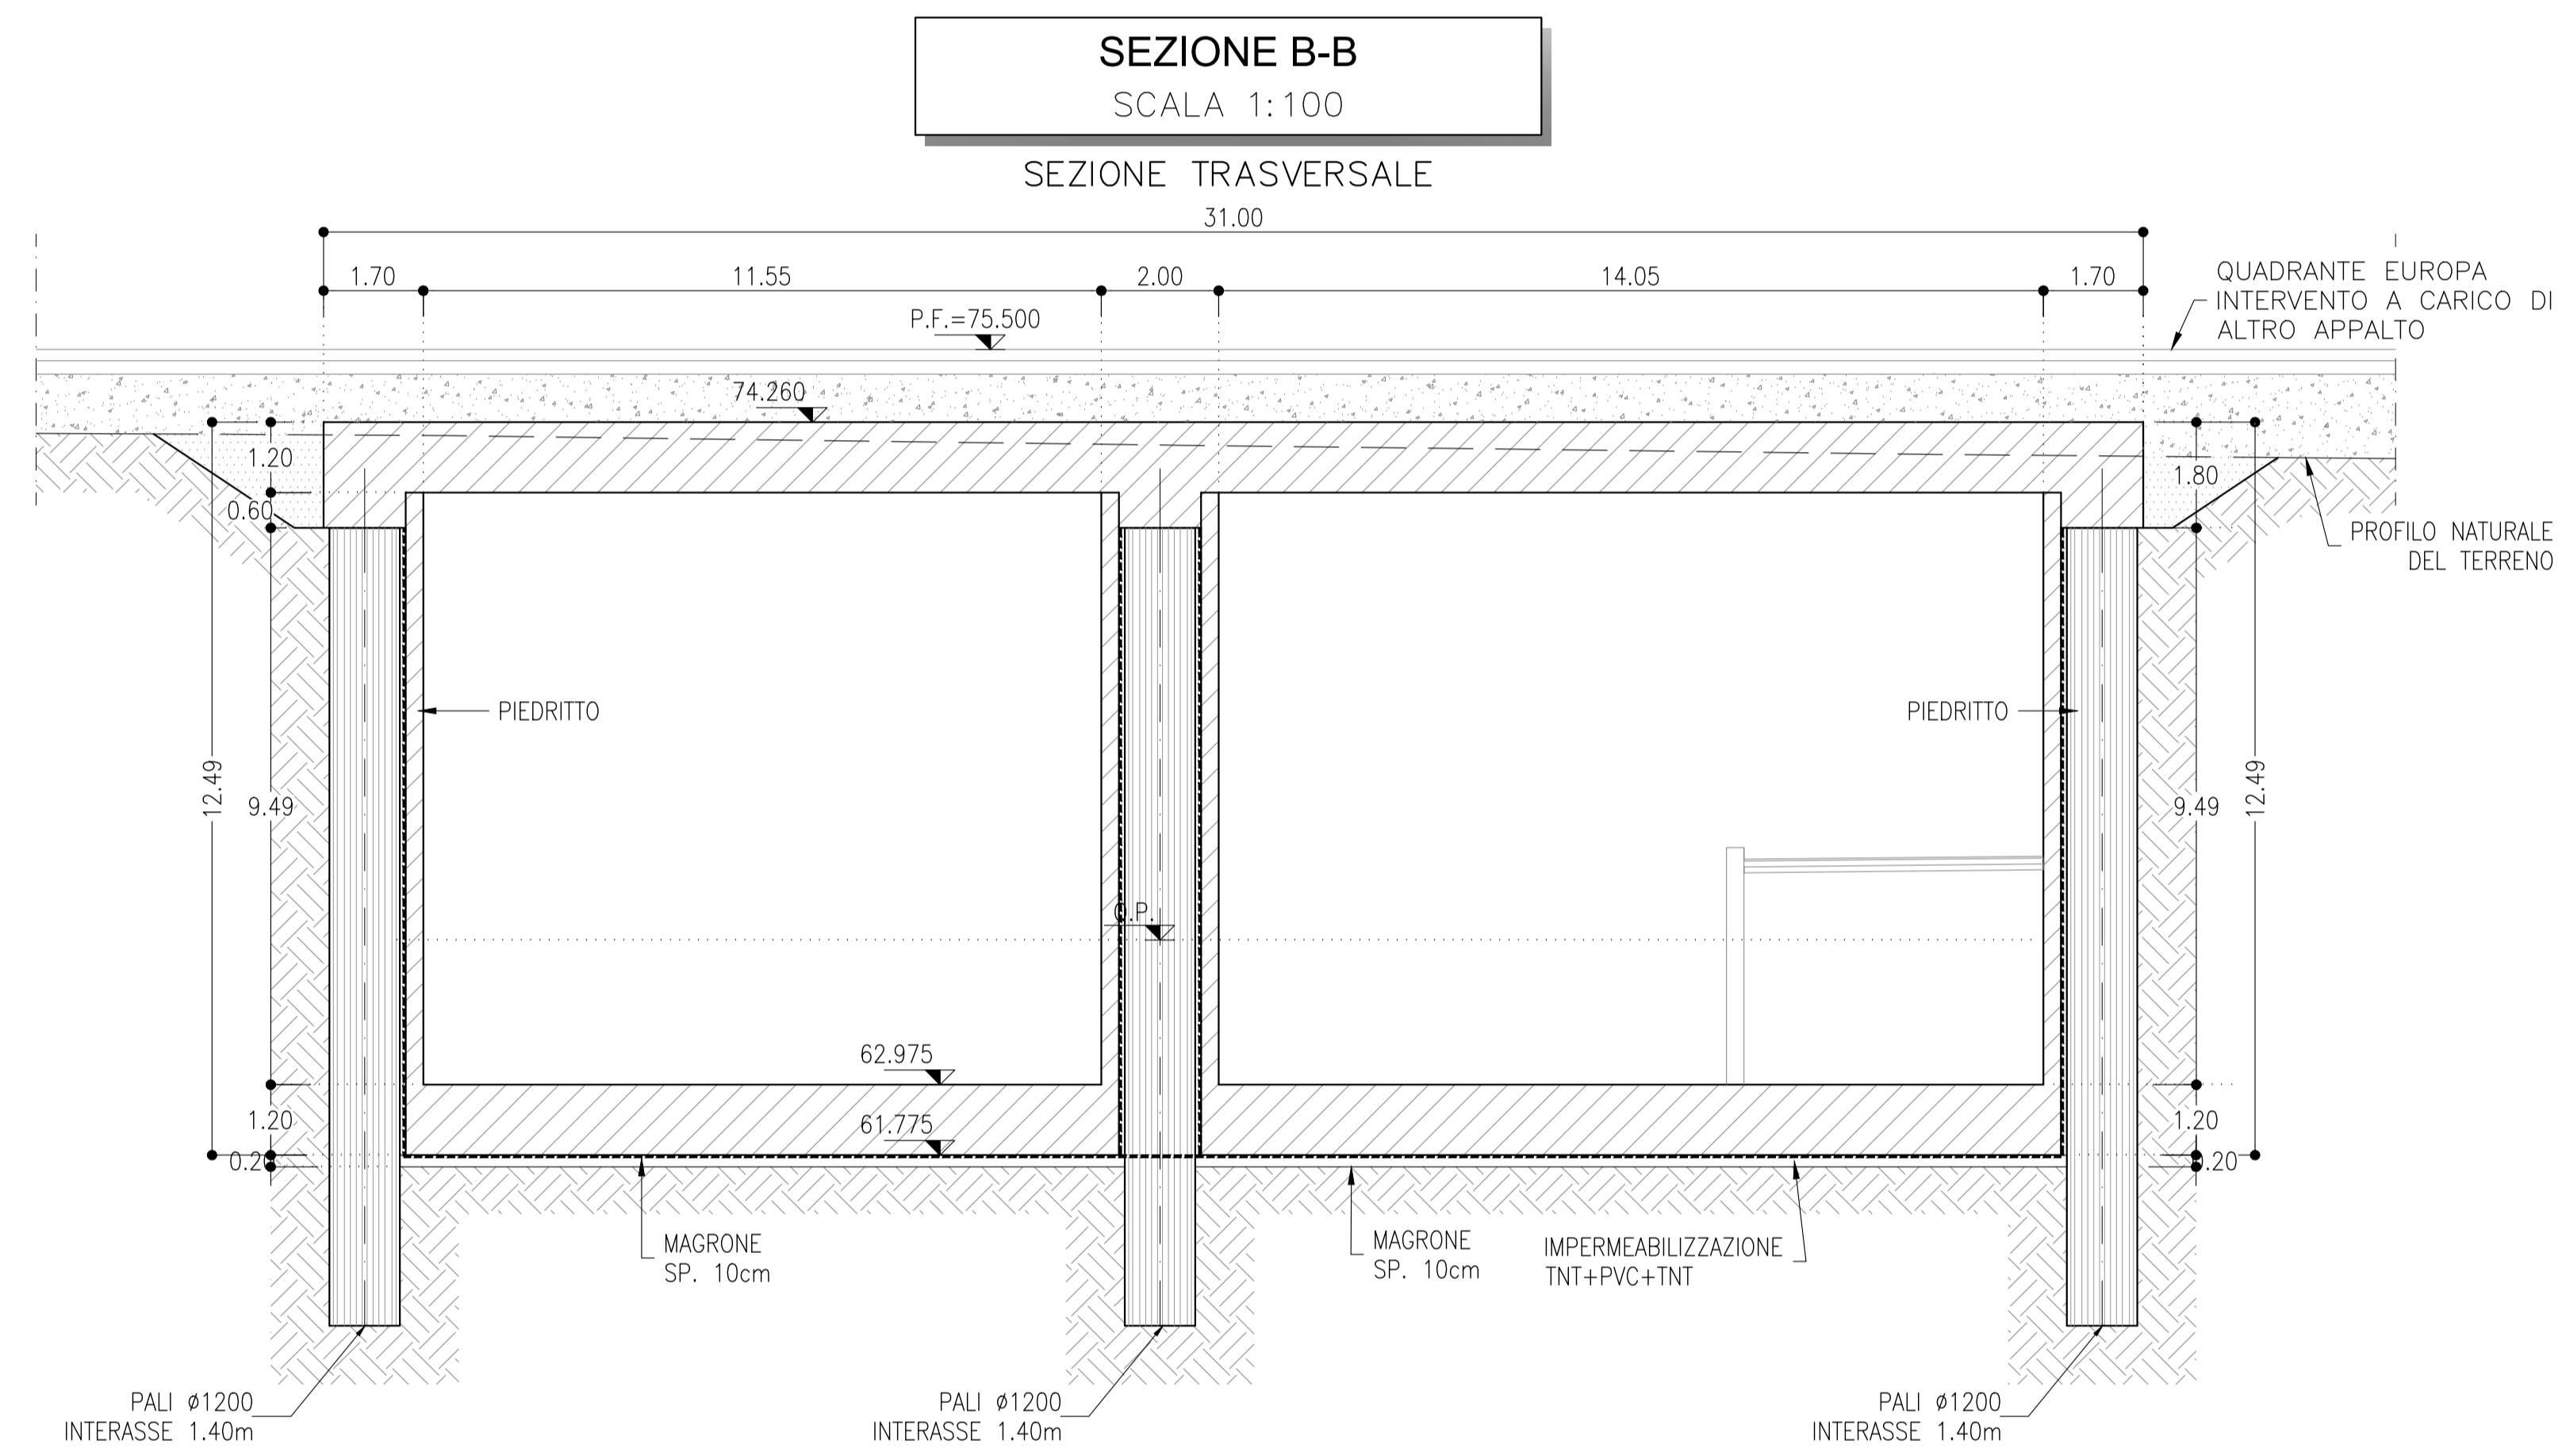 SEZIONE B-B
SCALA 1:100
SEZIONE TRASVERSALE
31.00
1.70
11.55
2.00
14.05
1.70
QUADRANTE EUROPA
INTERVENTO A CARICO DI
ALTRO APPALTO
P.F.=75.500
74.260
1.20
0.60
1.80
PROFILO NATURALE
DEL TERRENO
PIEDRITTO
PIEDRITTO
12.49
9.49
9.49
12.49
Q.P.
62.975
61.775
1.20
0.20
1.20
0.20
MAGRONE
SP. 10cm
MAGRONE
SP. 10cm
IMPERMEABILIZZAZIONE
TNT+PVC+TNT
PALI ø1200
INTERASSE 1.40m
PALI ø1200
INTERASSE 1.40m
PALI ø1200
INTERASSE 1.40m